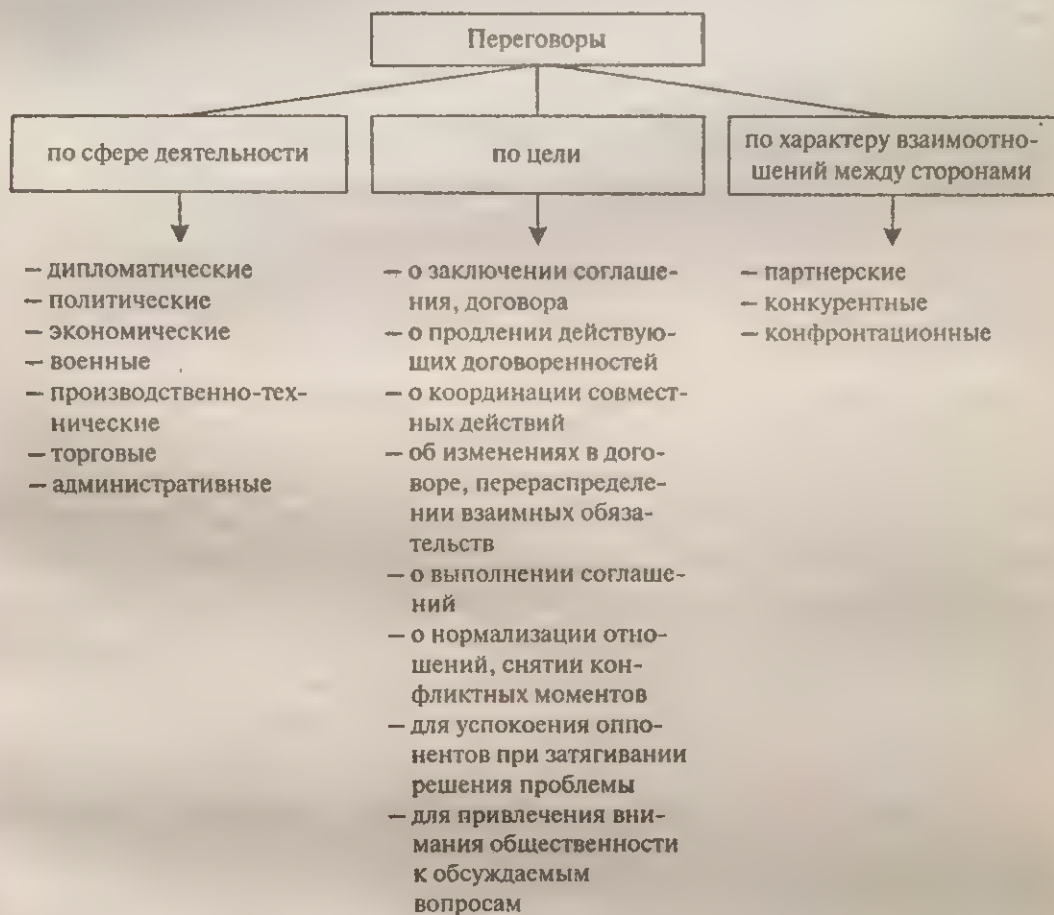 Переговоры
по сфере деятельности
по цели
по характеру взаимоотно-
шений между сторонами
— дипломатические
— политические
— экономические
— военные
— производственно-тех-
нические
— торговые
— административные
— о заключении соглаше-
ния, договора
— о продлении действую-
щих договоренностей
— о координации совмест-
ных действий
— об изменениях в дого-
воре, перераспределе-
нии взаимных обяза-
тельств
— о выполнении соглаше-
ний
— о нормализации отно-
шений, снятии кон-
фликтных моментов
— для успокоения оппо-
нентов при затягивании
решения проблемы
— для привлечения вни-
мания общественности
к обсуждаемым
вопросам
— партнерские
— конкурентные
— конфронтационные